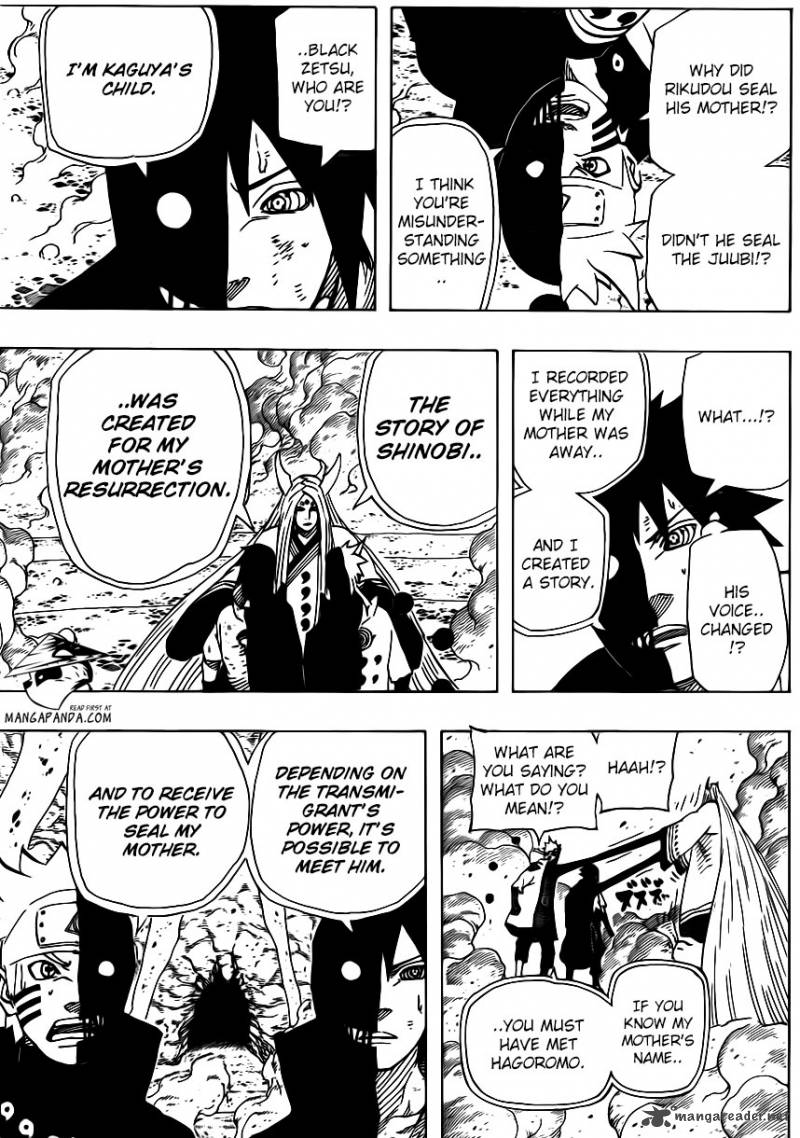 WHY DID
RIKUDOU SEAL
HIS MOTHER!?
DIDN'T HE SEAL
THE JUUBI!?
I THINK
YOU'RE
MISUNDER-
STANDING
SOMETHING
..
..BLACK
ZETSU,
WHO ARE
YOU!?
I'M KAGUYA'S
CHILD.
WHAT...!?
I RECORDED
EVERYTHING
WHILE MY
MOTHER WAS
AWAY..
HIS
VOICE..
CHANGED
!?
AND I
CREATED
A STORY.
THE
STORY OF
SHINOBI..
..WAS
CREATED
FOR MY
MOTHER'S
RESURRECTION.
READ FIRST AT
MANGAPANDA.COM
HAAH!?
WHAT ARE
YOU SAYING?
WHAT DO YOU
MEAN!?
IF YOU
KNOW MY
MOTHER'S
NAME..
..YOU MUST
HAVE MET
HAGOROMO.
DEPENDING ON
THE TRANSMI-
GRANT'S
POWER, IT'S
POSSIBLE TO
MEET HIM.
AND TO RECEIVE
THE POWER TO
SEAL MY
MOTHER.
mangareader.net